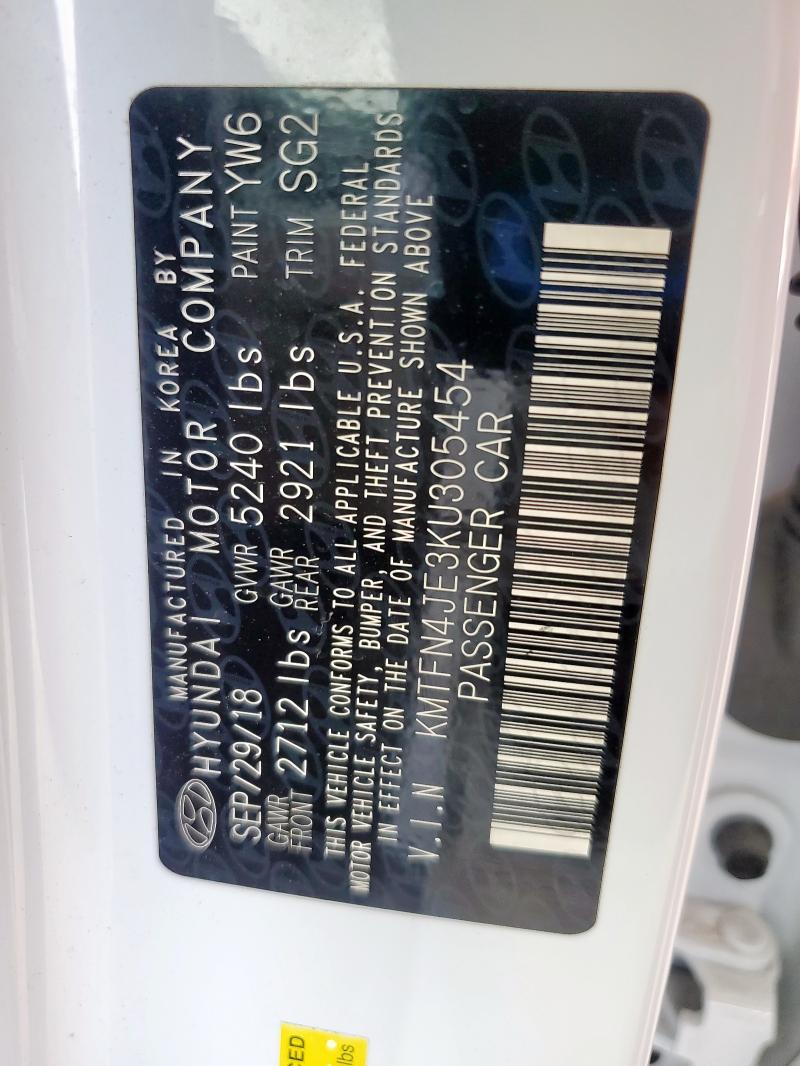 MANUFACTURED IN KOREA BY
HYUNDAI MOTOR COMPANY
SEP/29/18 GVWR 5240 lbs PAINT YW6
GAWR FRONT 2712 lbs GAWR REAR 2921 lbs TRIM SG2
THIS VEHICLE CONFORMS TO ALL APPLICABLE U.S.A. FEDERAL
MOTOR VEHICLE SAFETY, BUMPER, AND THEFT PREVENTION STANDARDS
IN EFFECT ON THE DATE OF MANUFACTURE SHOWN ABOVE
V.I.N KMTFN4JE3KU305454
PASSENGER CAR
lbs